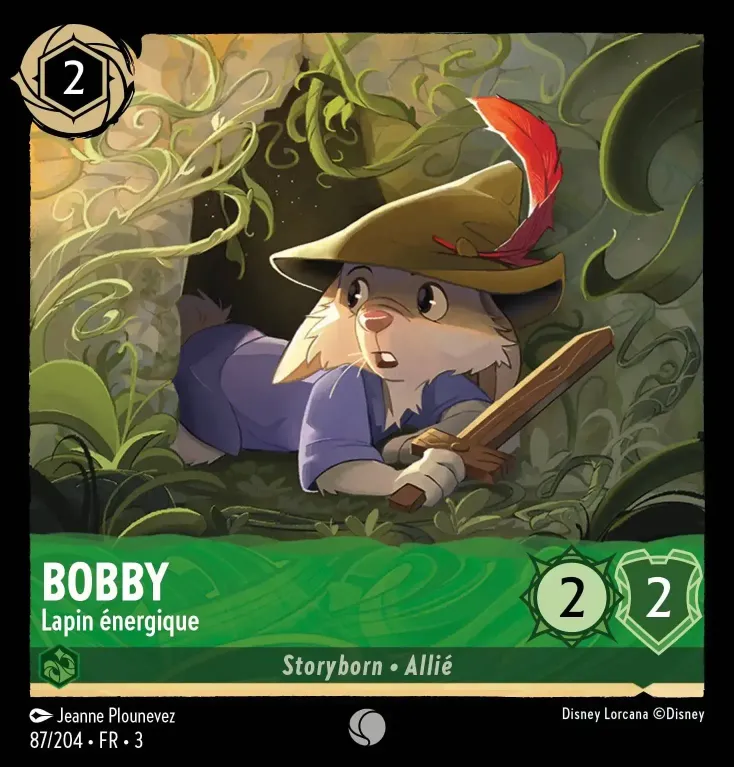 2
BOBBY
Lapin énergique
2 2
Storyborn • Allié
Jeanne Plounevez
Disney Lorcana ©Disney
87/204 • FR • 3